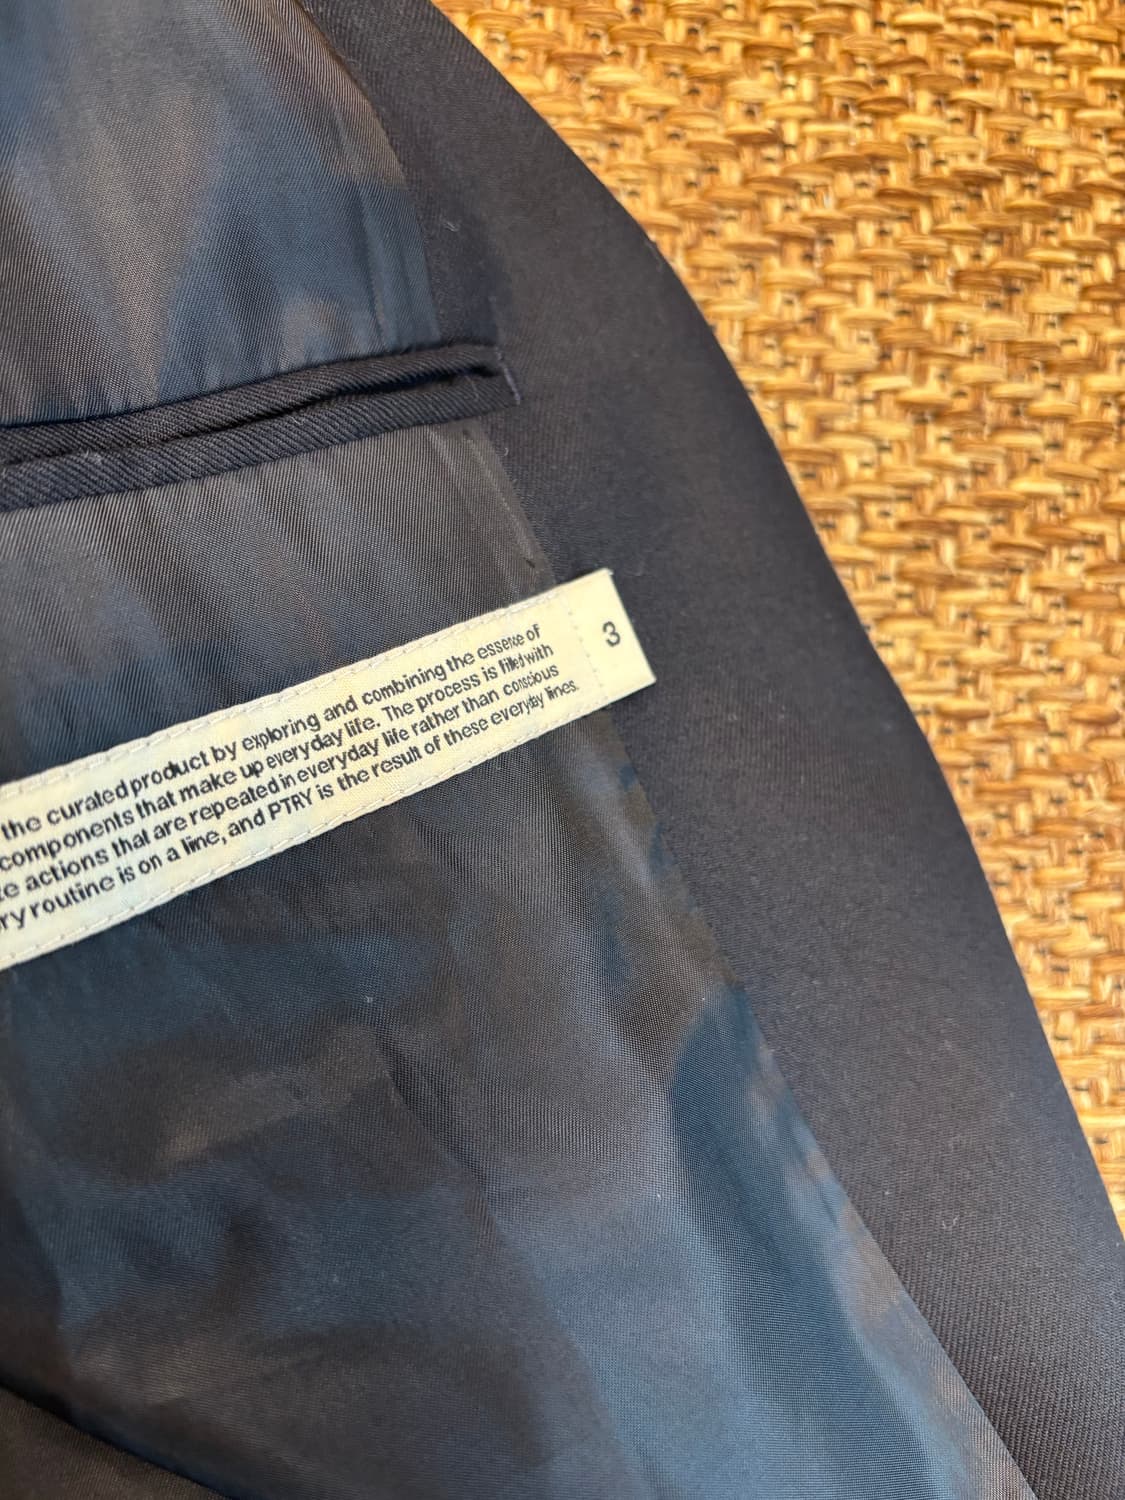 the curated product by exploring and combining the essence of
components that make up everyday life. The process is filled with
actions that are repeated in everyday life rather than conscious
routine is on a line, and PTRY is the result of these everyday lines.
3